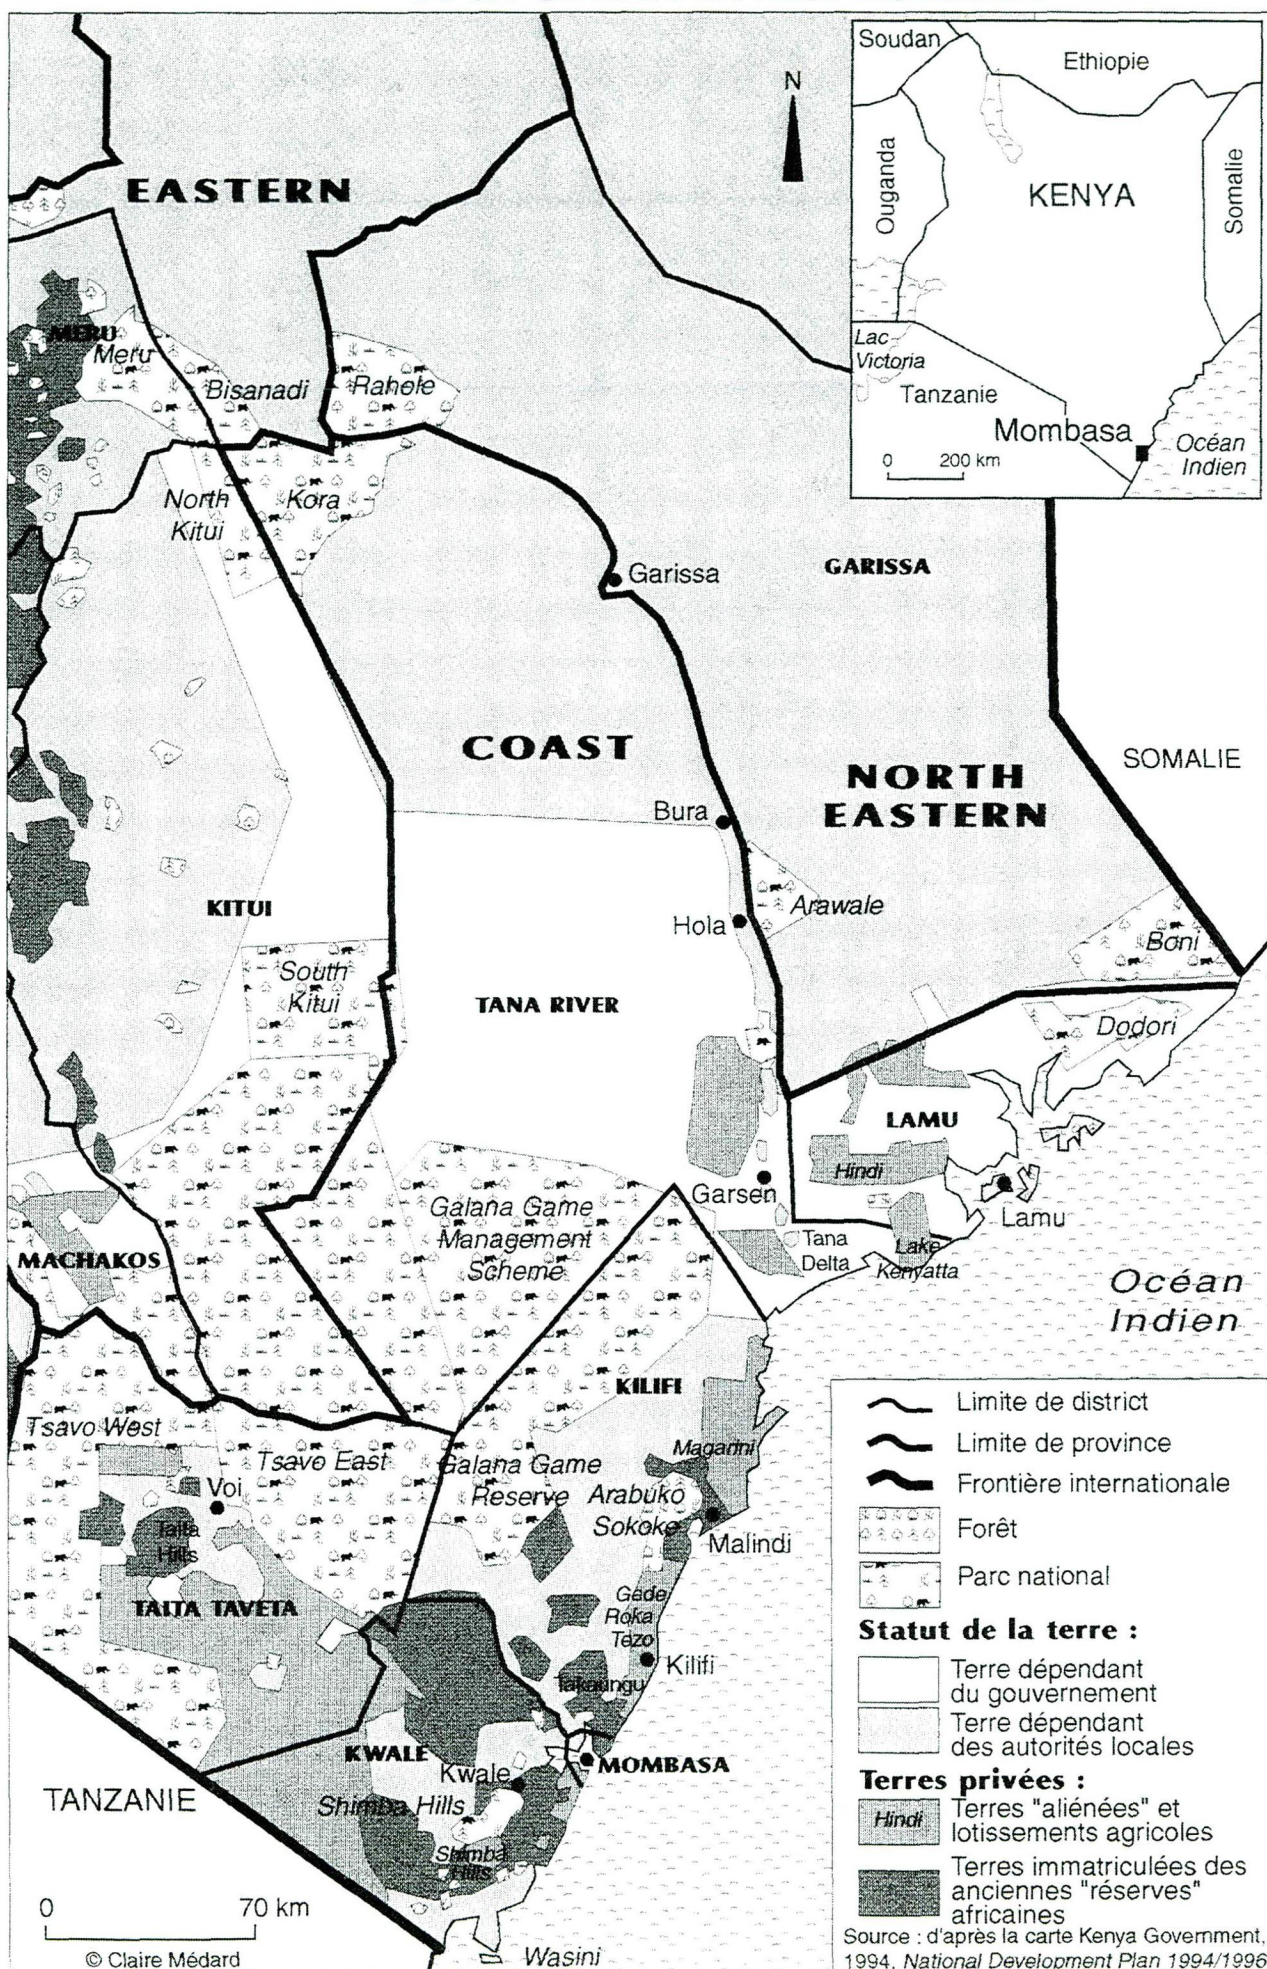 Soudan
Ethiopie
Ouganda
KENYA
Somalie
Lac
Victoria
Tanzanie
Mombasa
Océan
Indien
0 200 km
N
EASTERN
MERU
Meru
Bisanadi
Rahole
North
Kitui
Kora
Garissa
GARISSA
COAST
NORTH
EASTERN
SOMALIE
Bura
KITUI
Hola
Arawale
Boni
South
Kitui
TANA RIVER
Dodori
LAMU
Hindi
Garsen
Lamu
Galana Game
Management
Scheme
Tana
Delta
Lake
Kenyatta
MACHAKOS
Océan
Indien
KILIFI
Tsavo West
Tsavo East
Magarini
Galana Game
Reserve
Arabuko
Sokoke
Voi
Malindi
Taita
Hills
Gede
Roka
Tezo
TAITA TAVETA
Kilifi
Takaungu
KWALE
MOMBASA
Kwale
TANZANIE
Shimba Hills
Shimba
Hills
Wasini
0 70 km
© Claire Médard
Limite de district
Limite de province
Frontière internationale
Forêt
Parc national
Statut de la terre :
Terre dépendant
du gouvernement
Terre dépendant
des autorités locales
Terres privées :
Hindi
Terres "aliénées" et
lotissements agricoles
Terres immatriculées des
anciennes "réserves"
africaines
Source : d'après la carte Kenya Government,
1994, National Development Plan 1994/1996